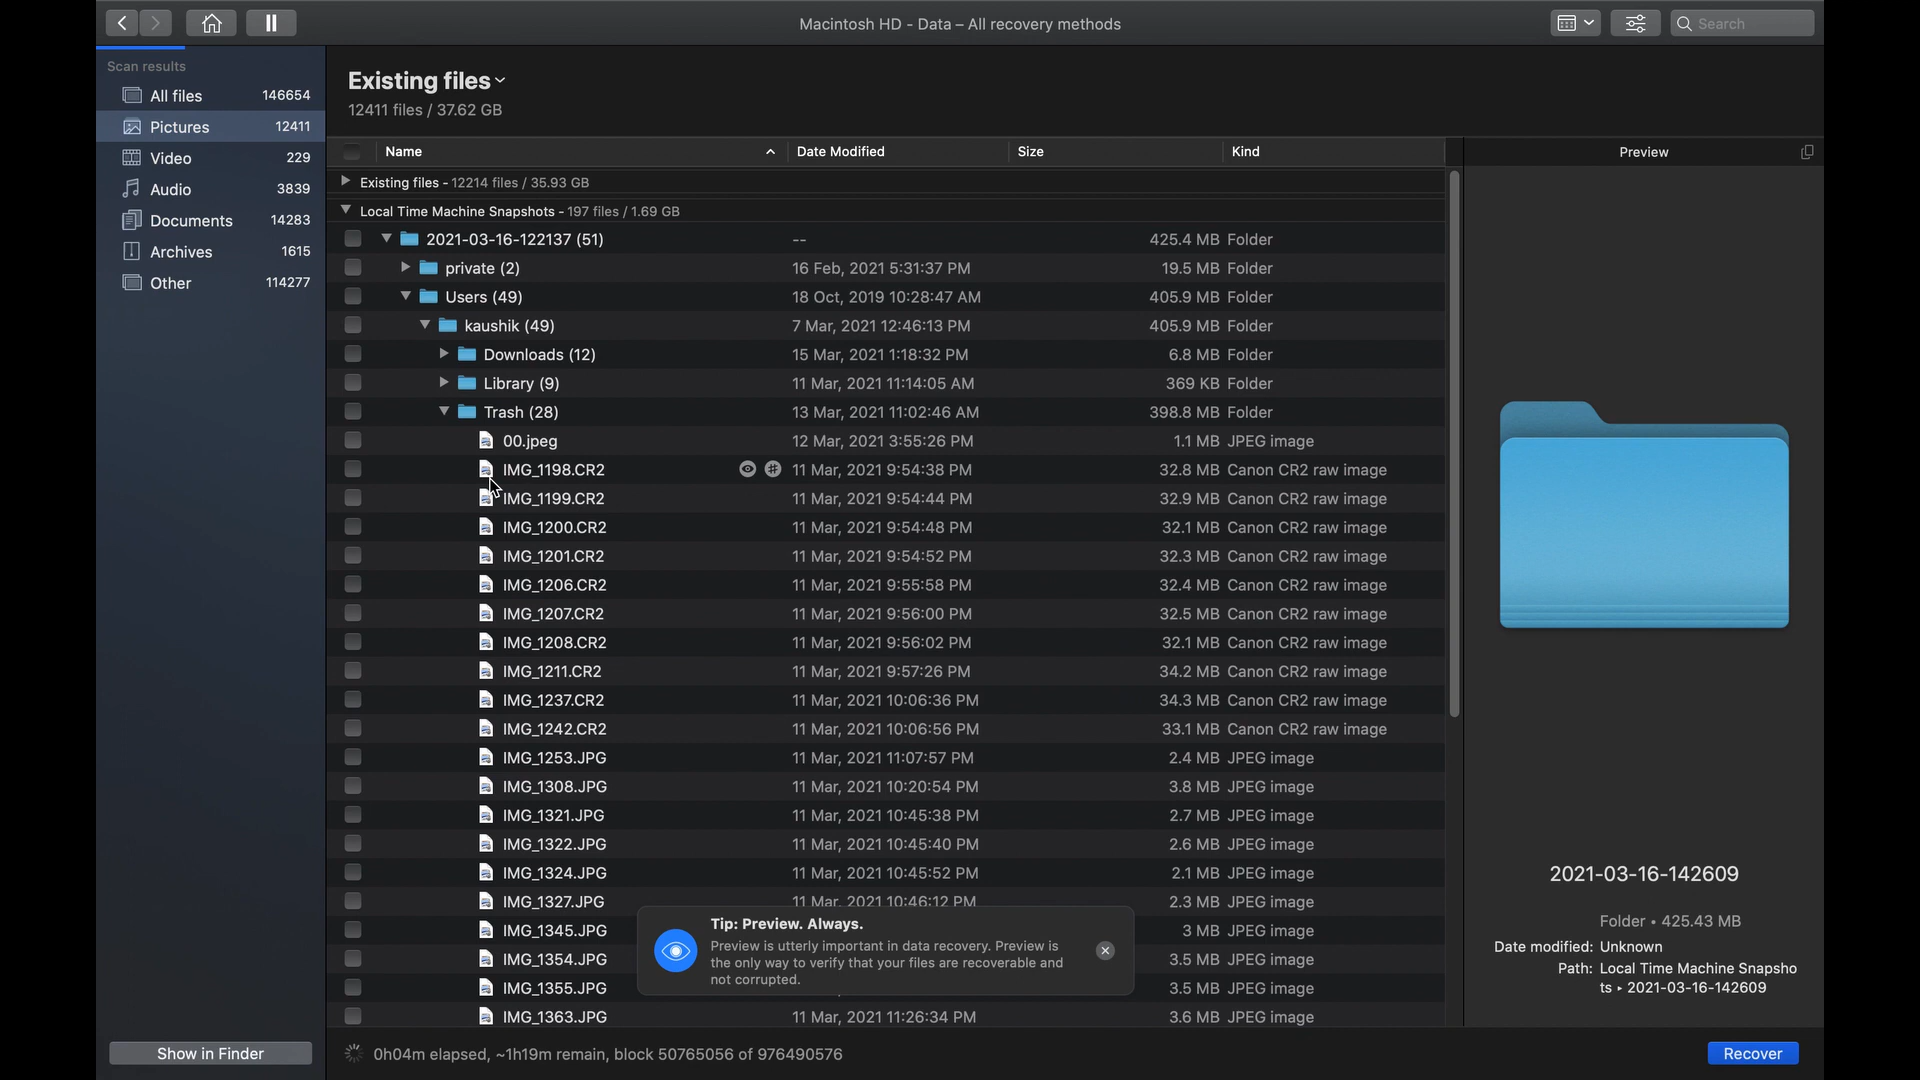 Macintosh HD - Data – All recovery methods
Search
Scan results
All files 146654
Pictures 12411
Video 229
Audio 3839
Documents 14283
Archives 1615
Other 114277
Show in Finder
Existing files
12411 files / 37.62 GB
Name Date Modified Size Kind
Existing files - 12214 files / 35.93 GB
Local Time Machine Snapshots - 197 files / 1.69 GB
2021-03-16-122137 (51) -- 425.4 MB Folder
private (2) 16 Feb, 2021 5:31:37 PM 19.5 MB Folder
Users (49) 18 Oct, 2019 10:28:47 AM 405.9 MB Folder
kaushik (49) 7 Mar, 2021 12:46:13 PM 405.9 MB Folder
Downloads (12) 15 Mar, 2021 1:18:32 PM 6.8 MB Folder
Library (9) 11 Mar, 2021 11:14:05 AM 369 KB Folder
Trash (28) 13 Mar, 2021 11:02:46 AM 398.8 MB Folder
00.jpeg 12 Mar, 2021 3:55:26 PM 1.1 MB JPEG image
IMG_1198.CR2 11 Mar, 2021 9:54:38 PM 32.8 MB Canon CR2 raw image
IMG_1199.CR2 11 Mar, 2021 9:54:44 PM 32.9 MB Canon CR2 raw image
IMG_1200.CR2 11 Mar, 2021 9:54:48 PM 32.1 MB Canon CR2 raw image
IMG_1201.CR2 11 Mar, 2021 9:54:52 PM 32.3 MB Canon CR2 raw image
IMG_1206.CR2 11 Mar, 2021 9:55:58 PM 32.4 MB Canon CR2 raw image
IMG_1207.CR2 11 Mar, 2021 9:56:00 PM 32.5 MB Canon CR2 raw image
IMG_1208.CR2 11 Mar, 2021 9:56:02 PM 32.1 MB Canon CR2 raw image
IMG_1211.CR2 11 Mar, 2021 9:57:26 PM 34.2 MB Canon CR2 raw image
IMG_1237.CR2 11 Mar, 2021 10:06:36 PM 34.3 MB Canon CR2 raw image
IMG_1242.CR2 11 Mar, 2021 10:06:56 PM 33.1 MB Canon CR2 raw image
IMG_1253.JPG 11 Mar, 2021 11:07:57 PM 2.4 MB JPEG image
IMG_1308.JPG 11 Mar, 2021 10:20:54 PM 3.8 MB JPEG image
IMG_1321.JPG 11 Mar, 2021 10:45:38 PM 2.7 MB JPEG image
IMG_1322.JPG 11 Mar, 2021 10:45:40 PM 2.6 MB JPEG image
IMG_1324.JPG 11 Mar, 2021 10:45:52 PM 2.1 MB JPEG image
IMG_1327.JPG 11 Mar, 2021 10:46:12 PM 2.3 MB JPEG image
IMG_1345.JPG 3 MB JPEG image
IMG_1354.JPG 3.5 MB JPEG image
IMG_1355.JPG 3.5 MB JPEG image
IMG_1363.JPG 11 Mar, 2021 11:26:34 PM 3.6 MB JPEG image
Tip: Preview. Always.
Preview is utterly important in data recovery. Preview is
the only way to verify that your files are recoverable and
not corrupted.
0h04m elapsed, ~1h19m remain, block 50765056 of 976490576
Preview
2021-03-16-142609
Folder • 425.43 MB
Date modified: Unknown
Path: Local Time Machine Snapsho
ts ▸ 2021-03-16-142609
Recover